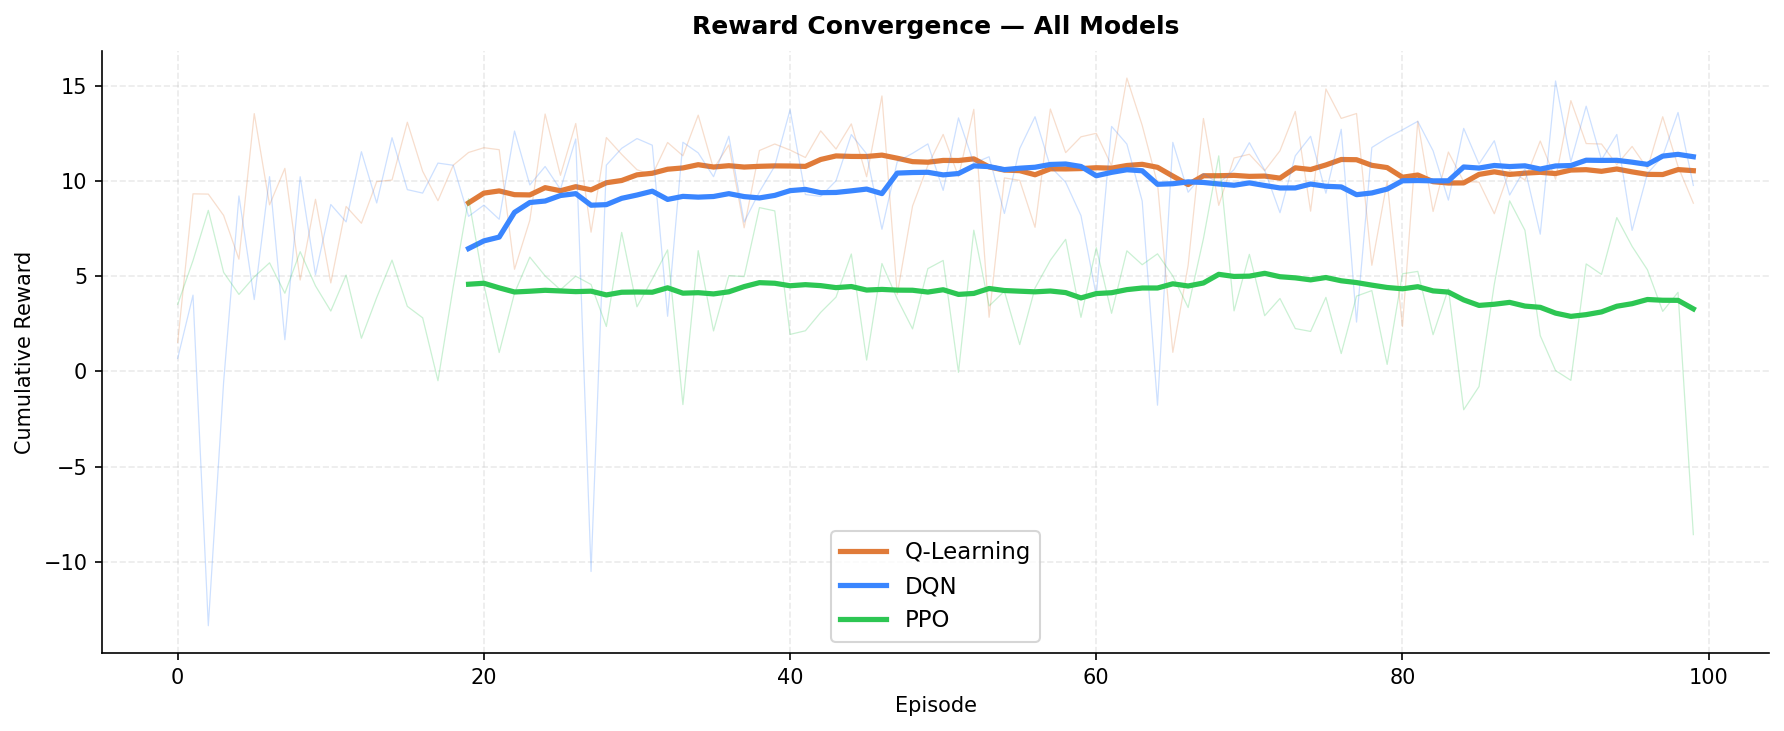 Reward Convergence — All Models
Cumulative Reward
15
10
5
0
−5
−10
Q-Learning
DQN
PPO
0
20
40
60
80
100
Episode